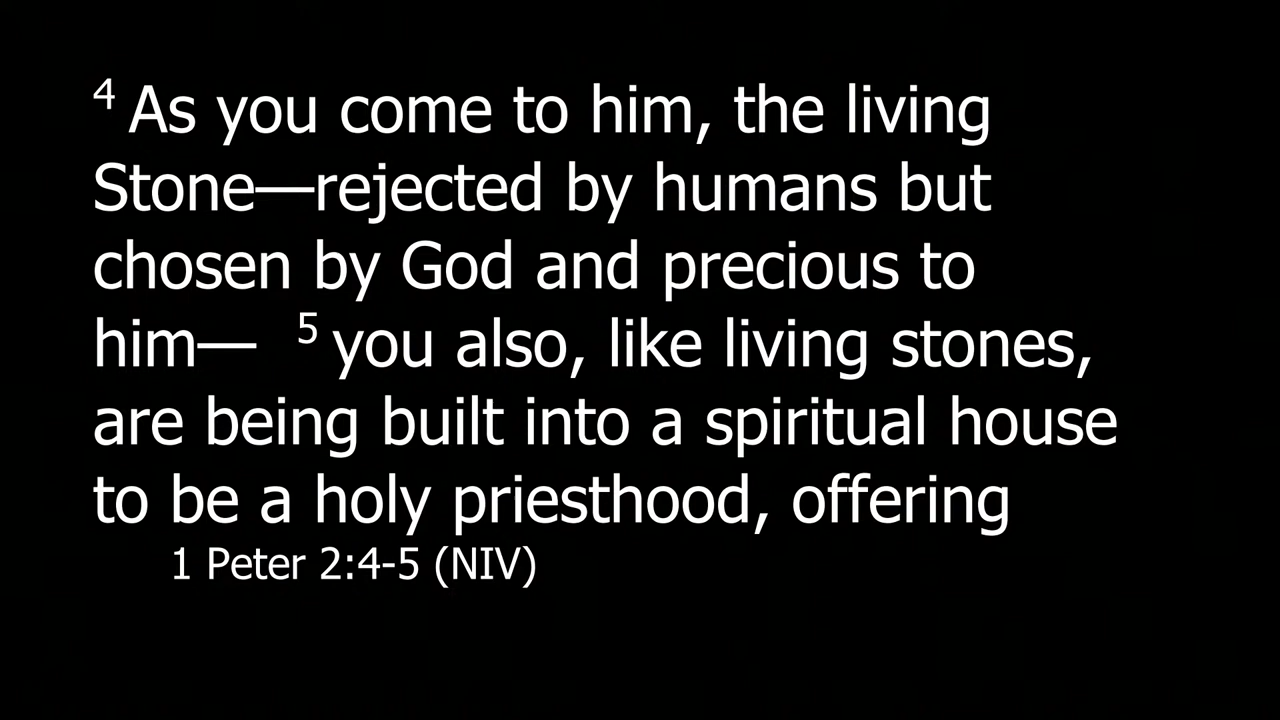 4 As you come to him, the living
Stone—rejected by humans but
chosen by God and precious to
him— 5 you also, like living stones,
are being built into a spiritual house
to be a holy priesthood, offering
1 Peter 2:4-5 (NIV)